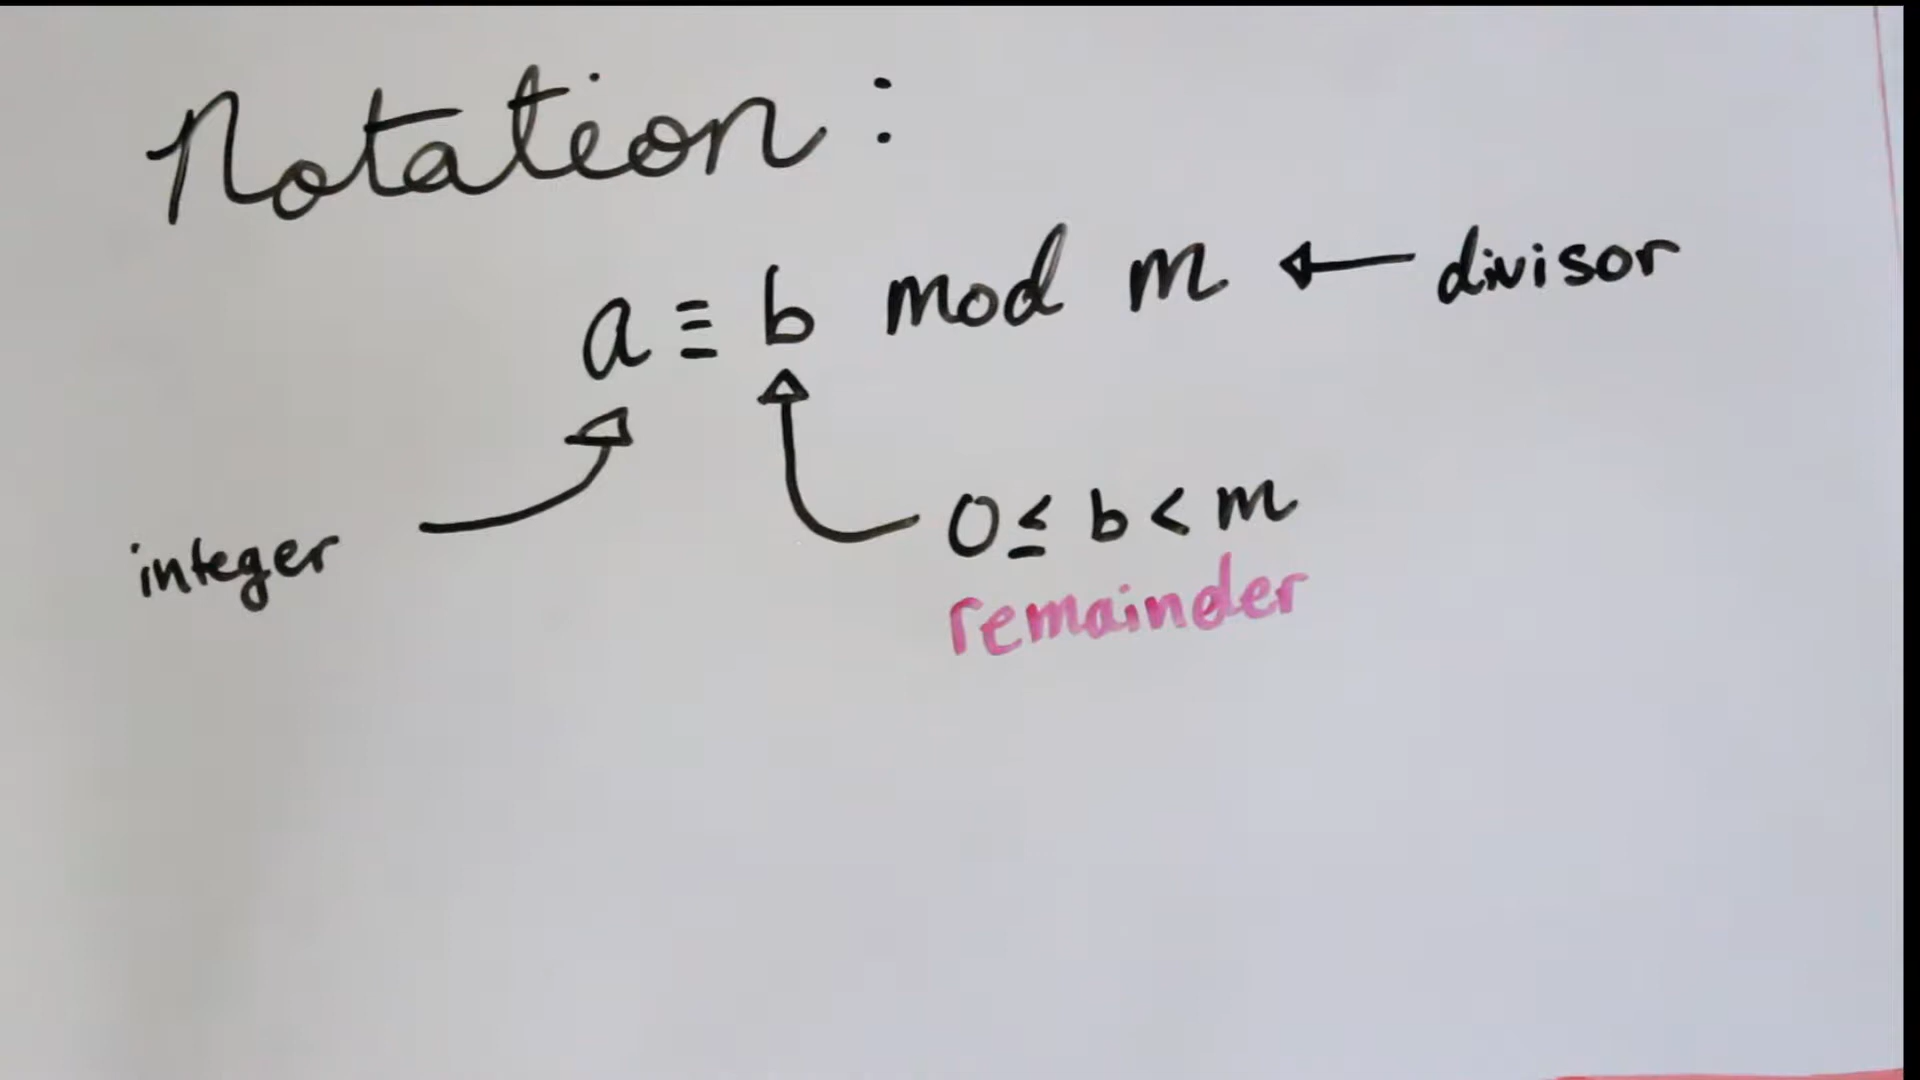 Notation:
a ≡ b mod m ← divisor
integer
0 ≤ b < m
remainder